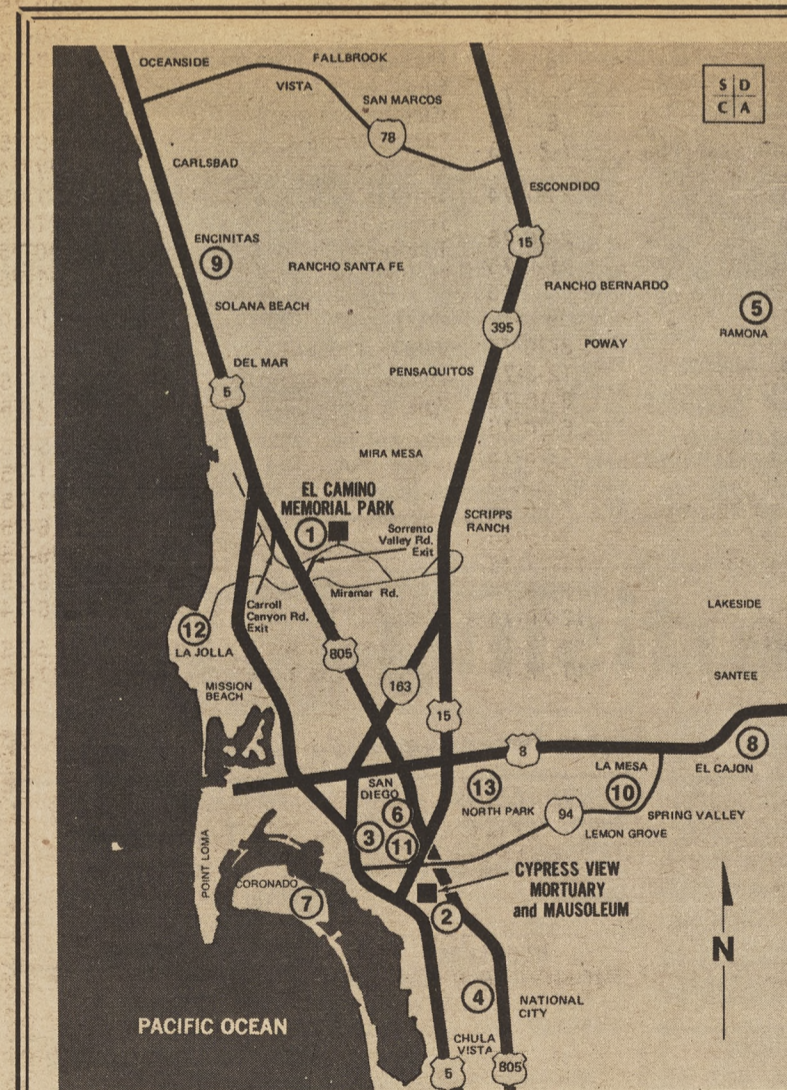 OCEANSIDE
FALLBROOK
VISTA
SAN MARCOS
78
S D
C A
CARLSBAD
ESCONDIDO
ENCINITAS
9
15
RANCHO SANTA FE
RANCHO BERNARDO
SOLANA BEACH
5
RAMONA
395
POWAY
DEL MAR
PENSAQUITOS
5
MIRA MESA
EL CAMINO
MEMORIAL PARK
1
SCRIPPS
RANCH
Sorrento
Valley Rd.
Exit
Miramar Rd.
Carroll
Canyon Rd.
Exit
LAKESIDE
12
LA JOLLA
805
SANTEE
MISSION
BEACH
163
15
8
8
EL CAJON
LA MESA
10
SAN
DIEGO
13
NORTH PARK
6
3
11
94
SPRING VALLEY
LEMON GROVE
POINT LOMA
CORONADO
7
CYPRESS VIEW
MORTUARY
and MAUSOLEUM
2
N
4
NATIONAL
CITY
PACIFIC OCEAN
CHULA
VISTA
5
805